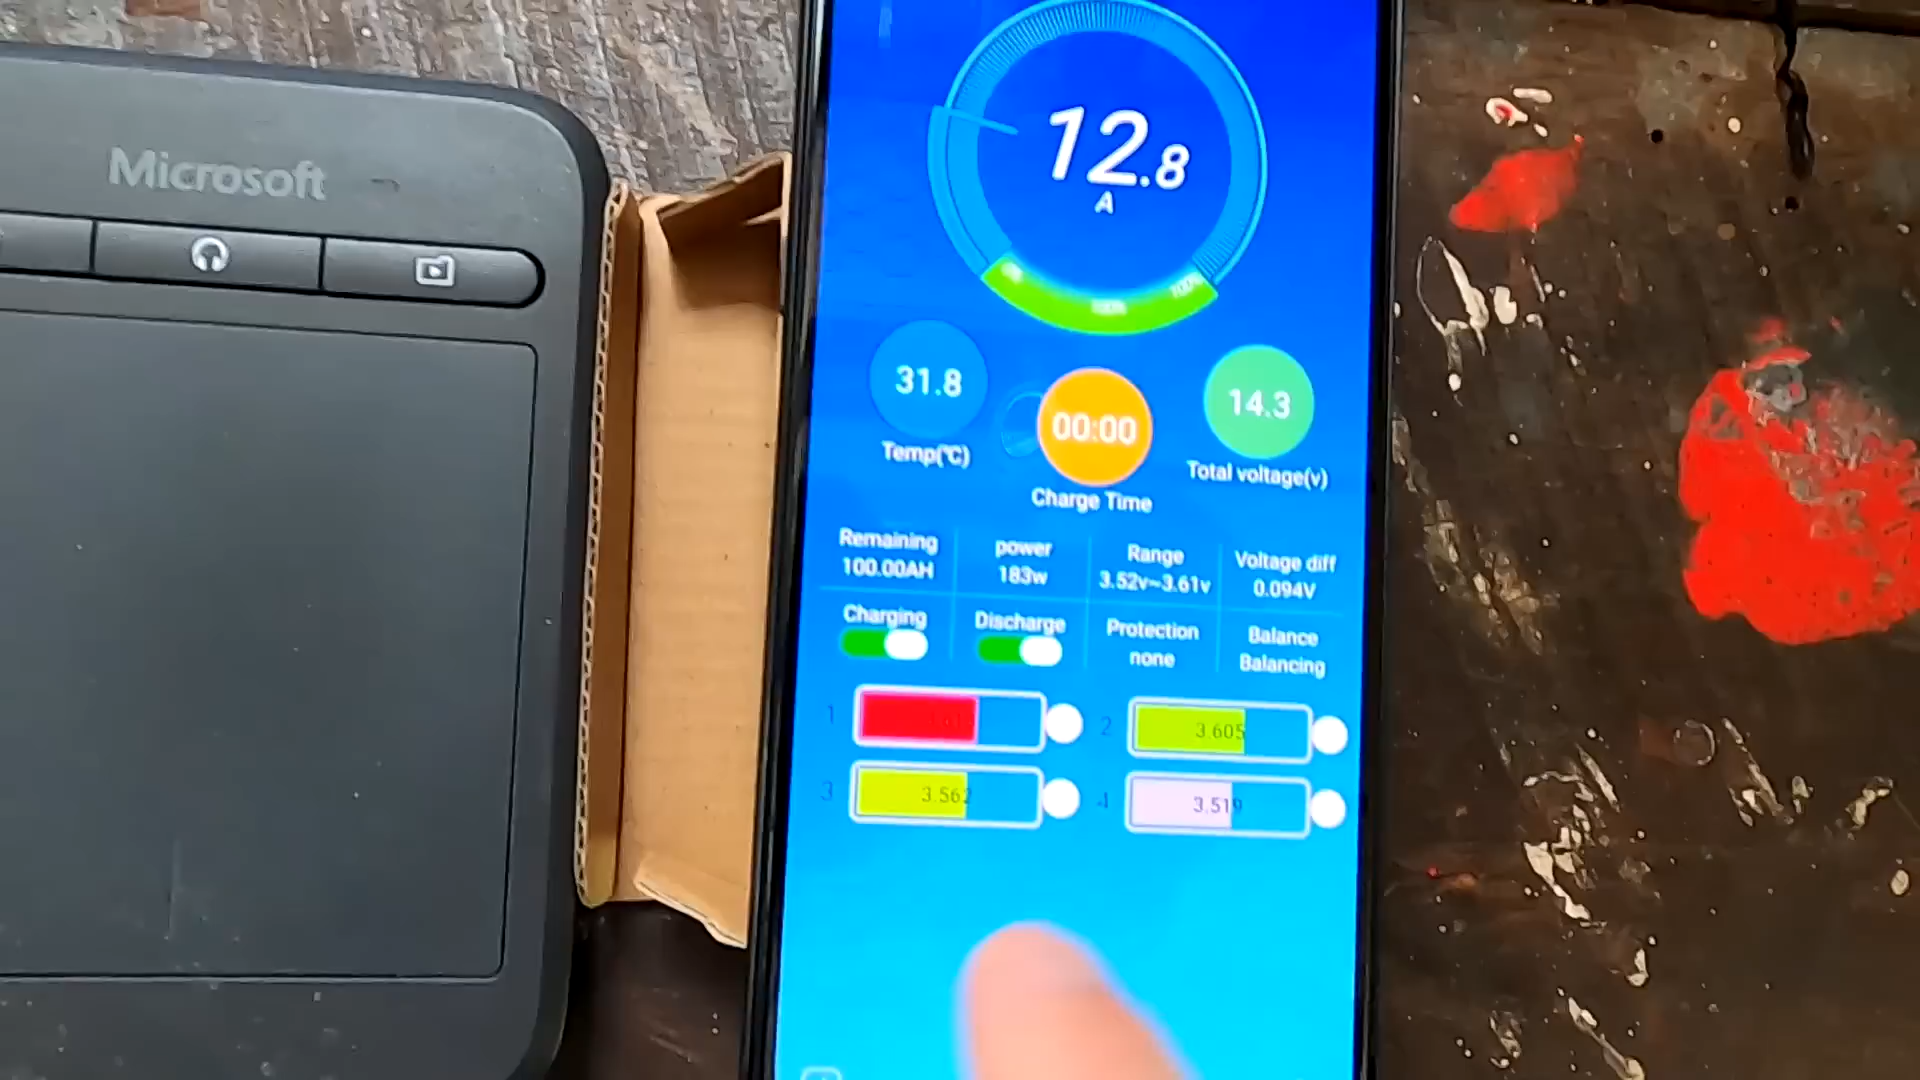 Microsoft
12.8
A
100%
31.8
00:00
14.3
Temp(℃)
Charge Time
Total voltage(v)
Remaining
100.00AH
power
183w
Range
3.52v~3.61v
Voltage diff
0.094V
Charging
Discharge
Protection
none
Balance
Balancing
1
2
3.605
3
3.562
4
3.519